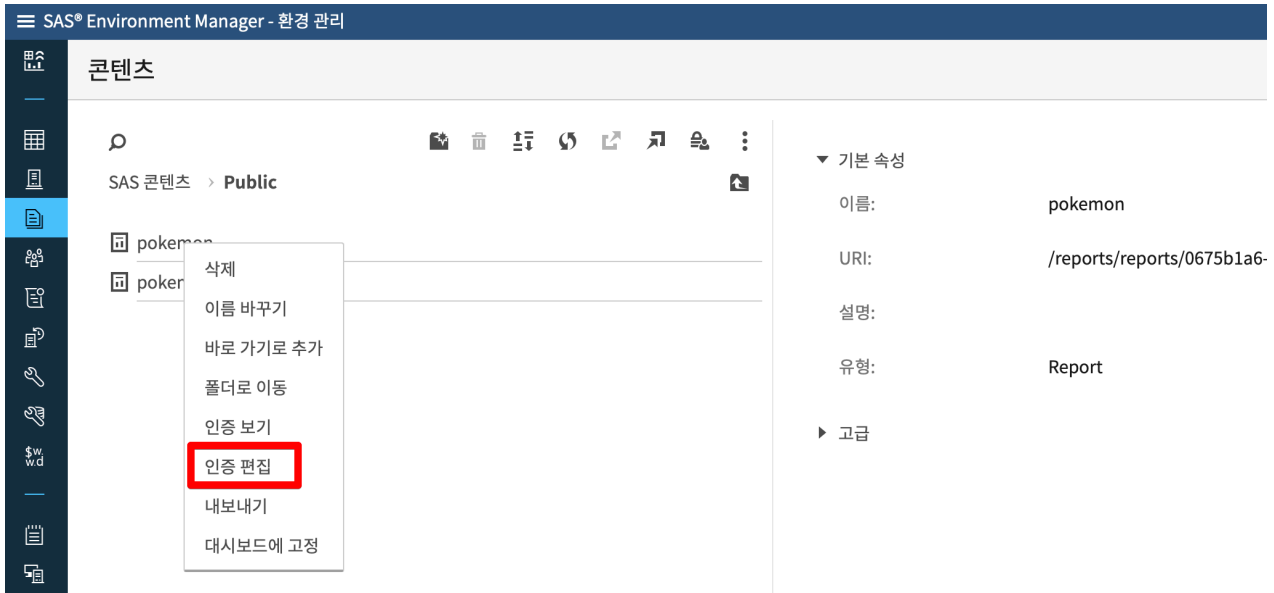 SAS® Environment Manager - 환경 관리
콘텐츠
SAS 콘텐츠 › Public
pokemon
삭제
이름 바꾸기
바로 가기로 추가
폴더로 이동
인증 보기
인증 편집
내보내기
대시보드에 고정
기본 속성
이름: pokemon
URI: /reports/reports/0675b1a6-
설명:
유형: Report
고급
$w.
w.d